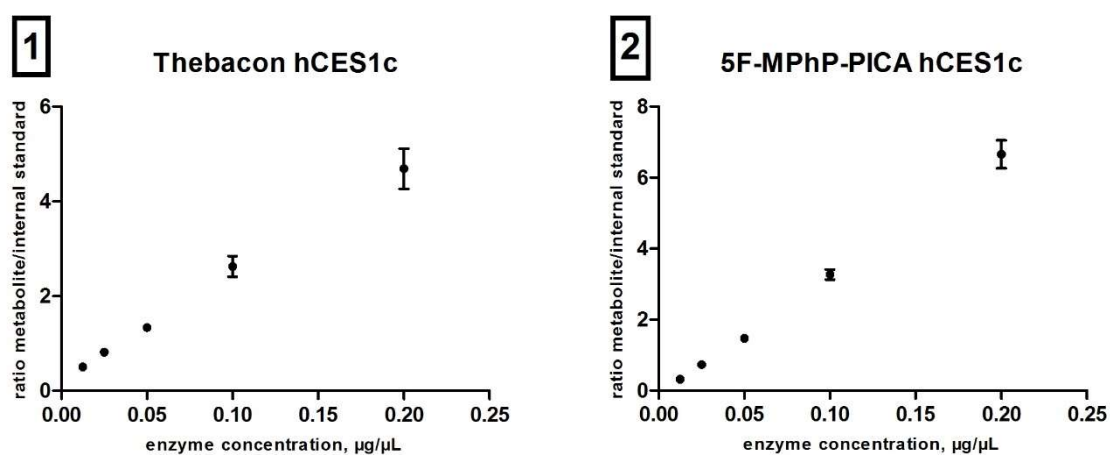 1
Thebacon hCES1c
ratio metabolite/internal standard
6
4
2
0
0.00 0.05 0.10 0.15 0.20 0.25
enzyme concentration, µg/µL
2
5F-MPhP-PICA hCES1c
ratio metabolite/internal standard
8
6
4
2
0
0.00 0.05 0.10 0.15 0.20 0.25
enzyme concentration, µg/µL